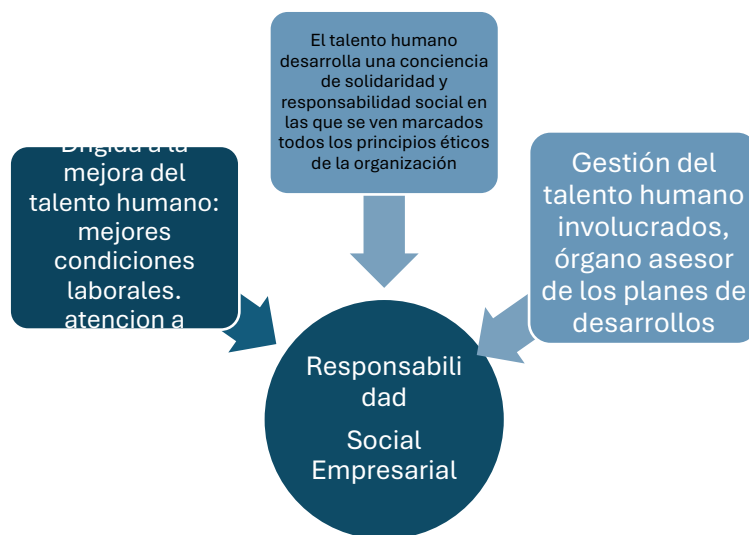 El talento humano
desarrolla una conciencia
de solidaridad y
responsabilidad social en
las que se ven marcados
todos los principios éticos
de la organización
a la
mejora del
talento humano:
mejores
condiciones
laborales.
atencion a
Gestión del
talento humano
involucrados,
órgano asesor
de los planes de
desarrollos
Responsabili
dad
Social
Empresarial